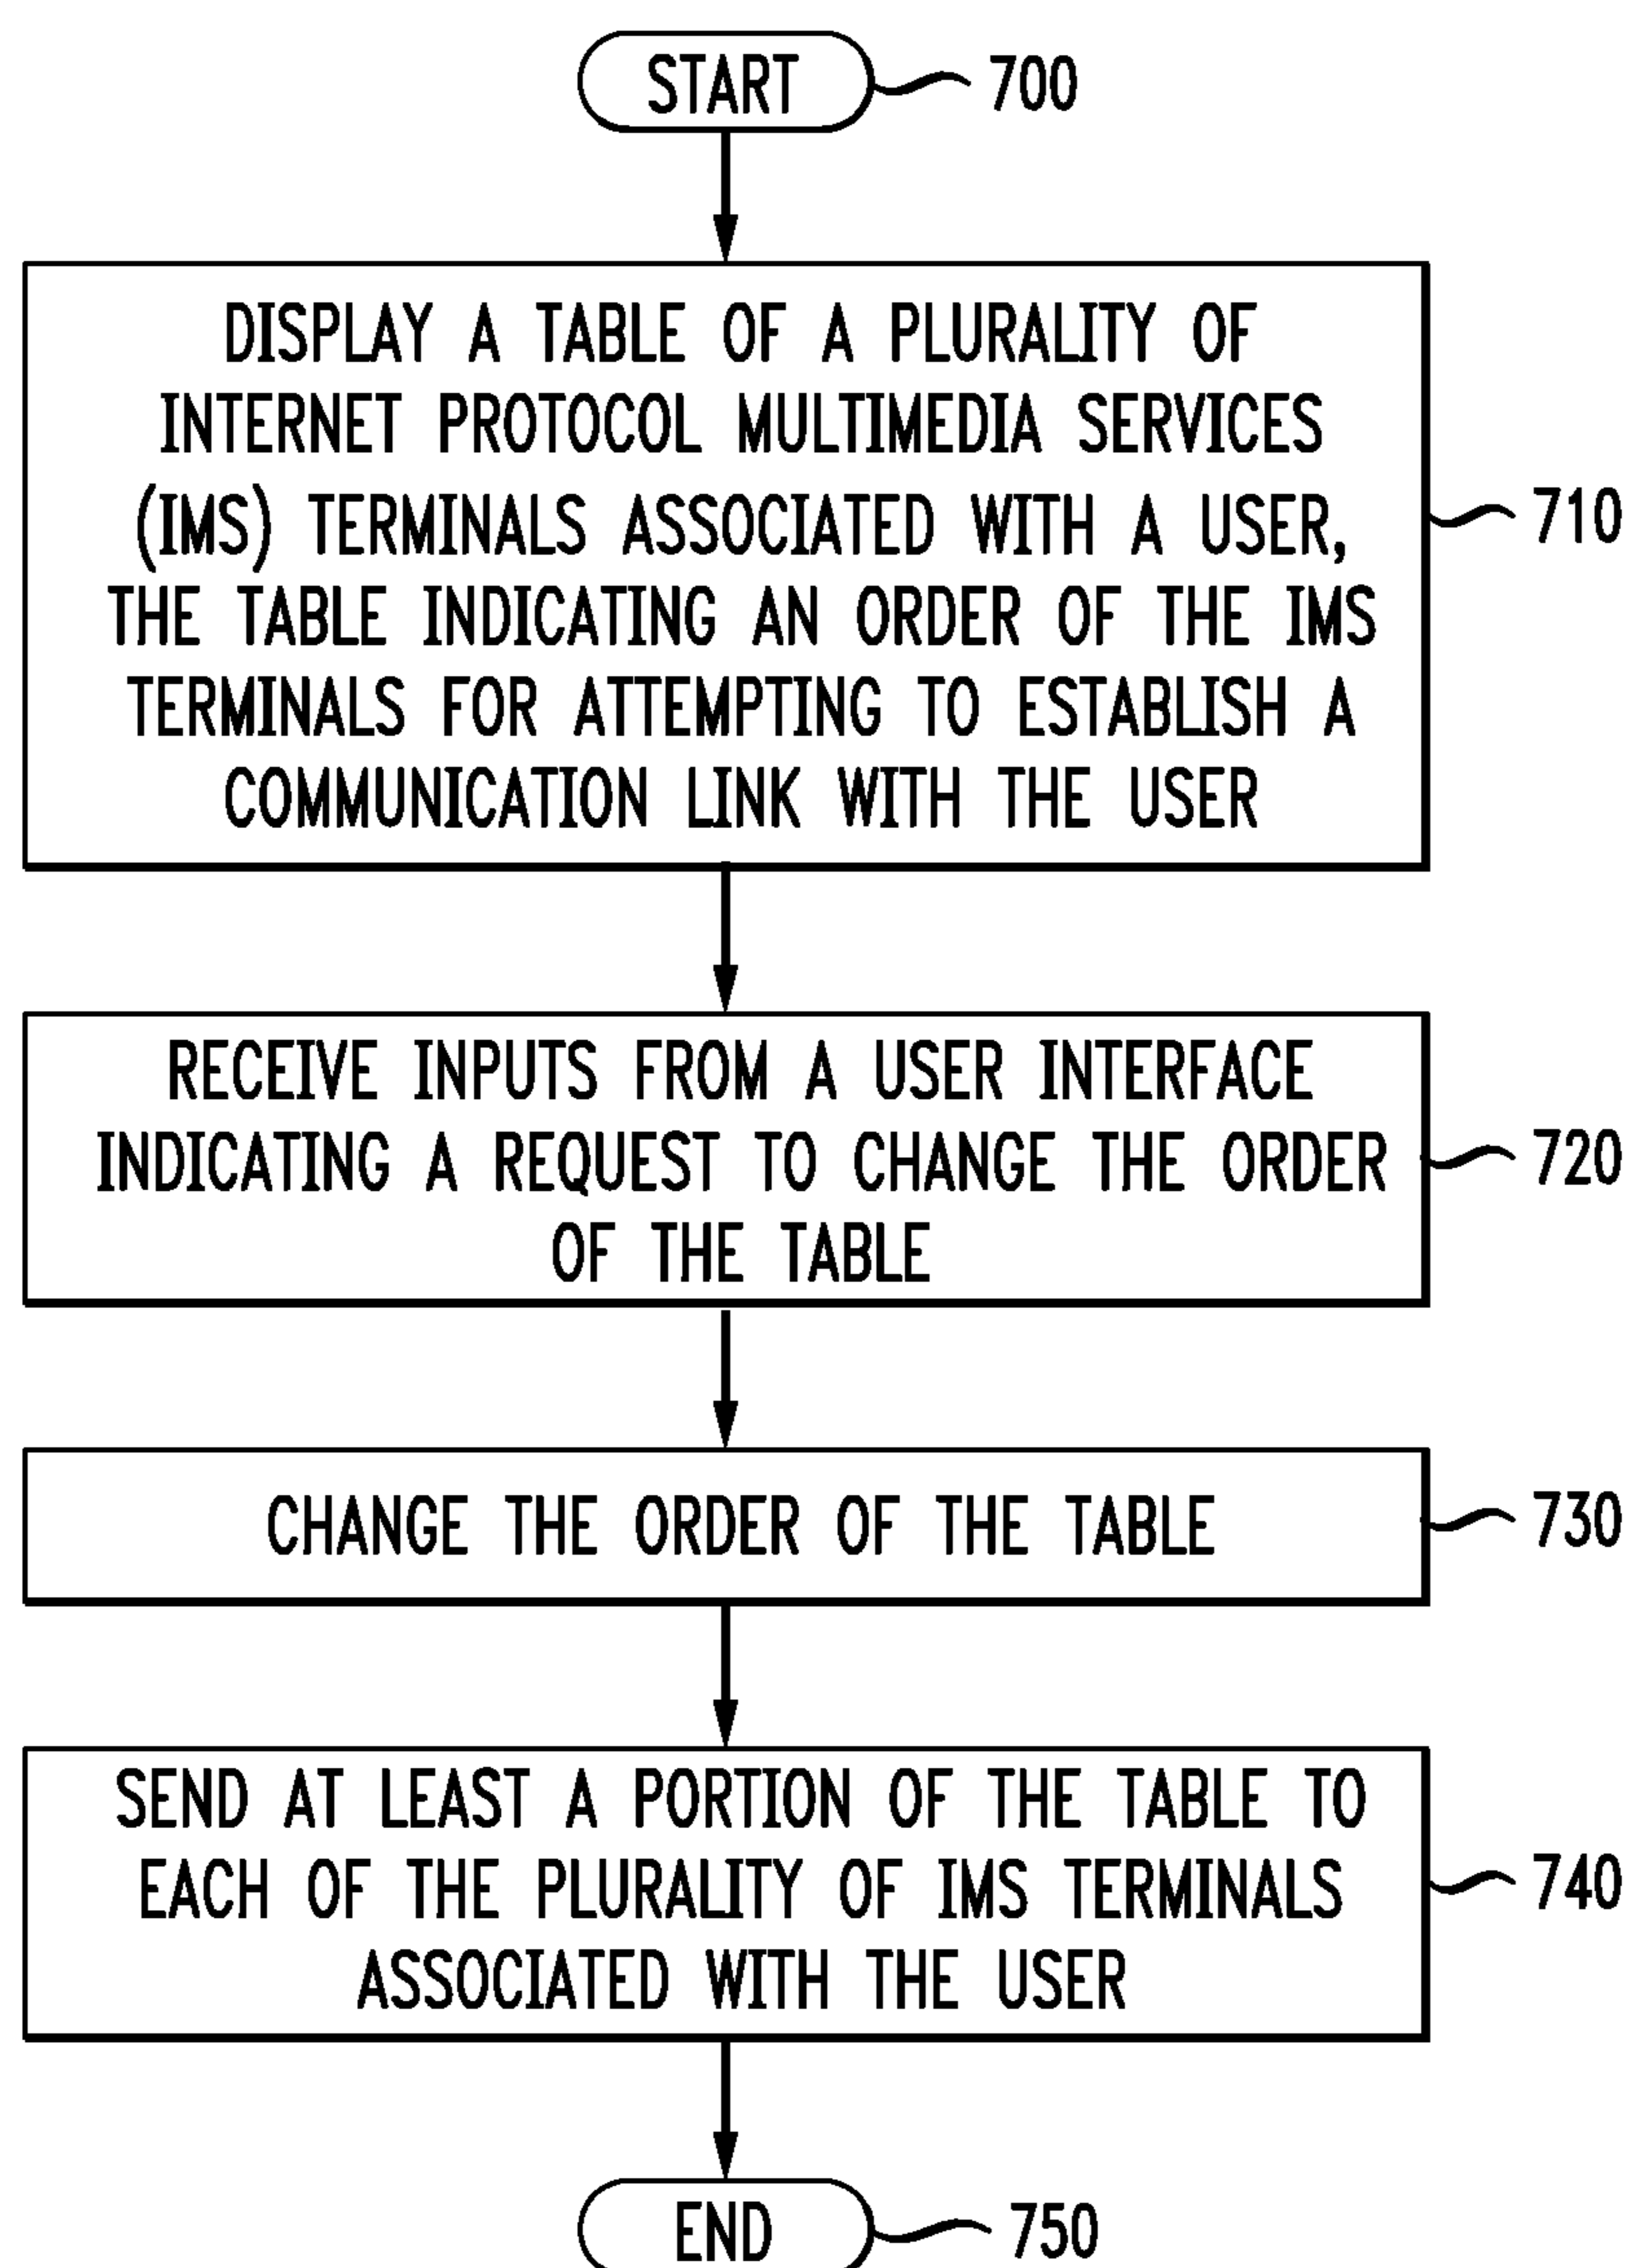 START
700
DISPLAY A TABLE OF A PLURALITY OF
INTERNET PROTOCOL MULTIMEDIA SERVICES
(IMS) TERMINALS ASSOCIATED WITH A USER,
THE TABLE INDICATING AN ORDER OF THE IMS
TERMINALS FOR ATTEMPTING TO ESTABLISH A
COMMUNICATION LINK WITH THE USER
710
RECEIVE INPUTS FROM A USER INTERFACE
INDICATING A REQUEST TO CHANGE THE ORDER
OF THE TABLE
720
CHANGE THE ORDER OF THE TABLE
730
SEND AT LEAST A PORTION OF THE TABLE TO
EACH OF THE PLURALITY OF IMS TERMINALS
ASSOCIATED WITH THE USER
740
END
750